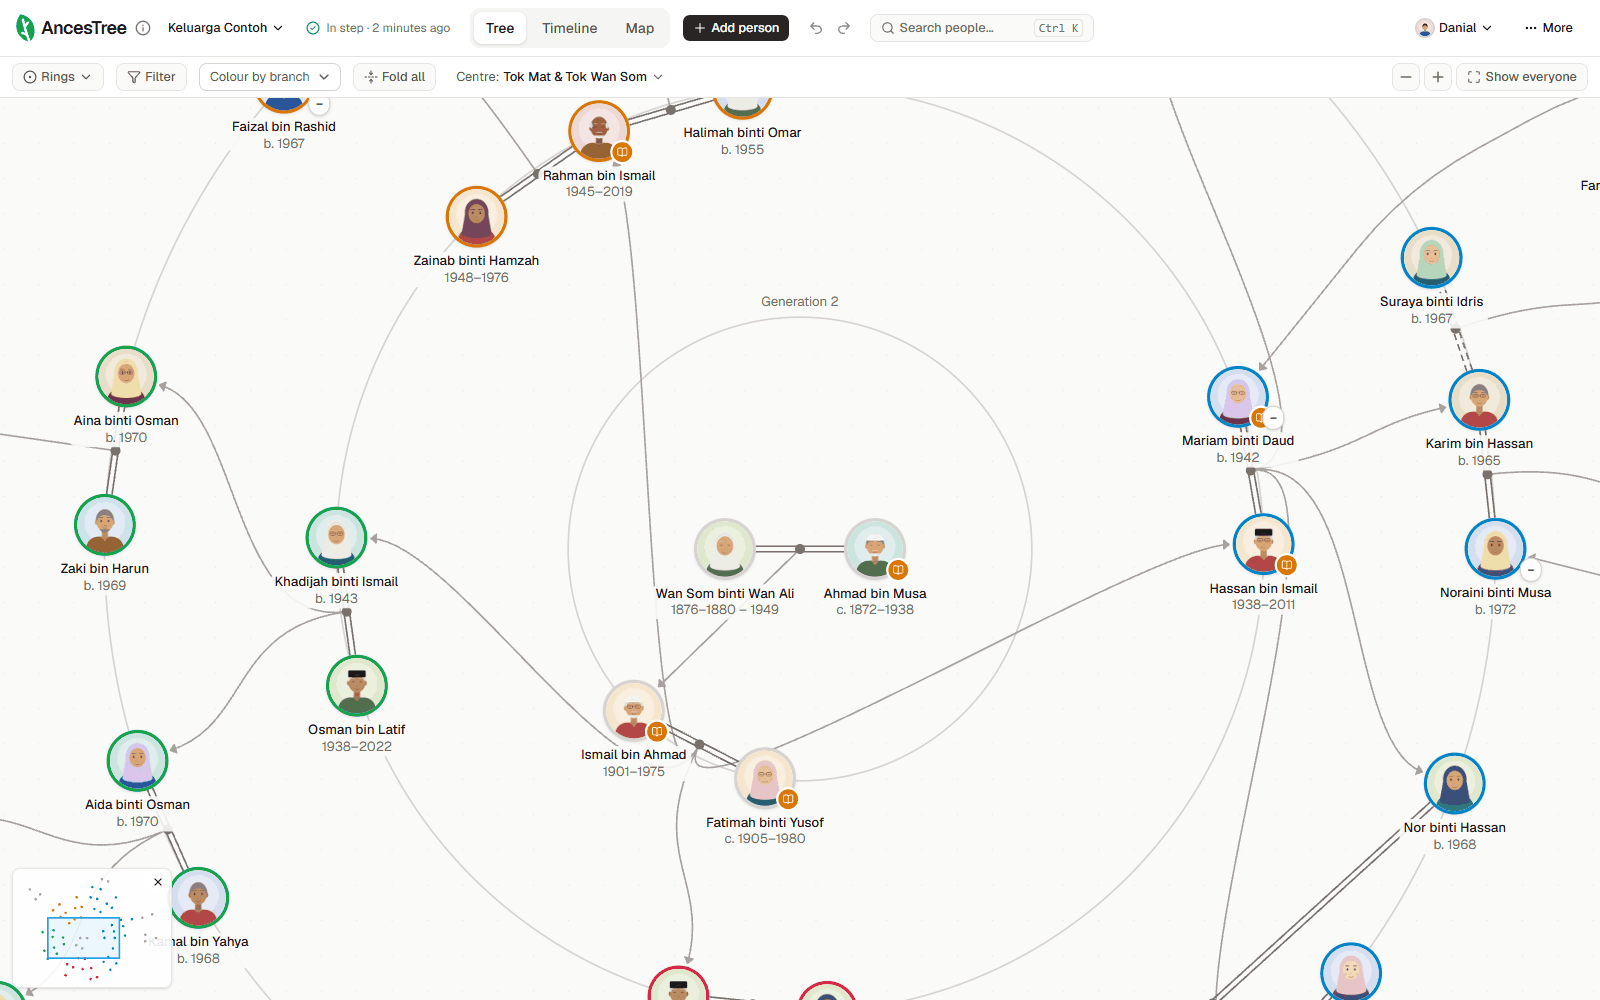 AncesTree
Keluarga Contoh
In step · 2 minutes ago
Tree
Timeline
Map
Add person
Search people...
Ctrl K
Danial
More
Rings
Filter
Colour by branch
Fold all
Centre: Tok Mat & Tok Wan Som
Show everyone
Faizal bin Rashid
b. 1967
Halimah binti Omar
b. 1955
Rahman bin Ismail
1945–2019
Zainab binti Hamzah
1948–1976
Generation 2
Suraya binti Idris
b. 1967
Aina binti Osman
b. 1970
Mariam binti Daud
b. 1942
Karim bin Hassan
b. 1965
Zaki bin Harun
b. 1969
Khadijah binti Ismail
b. 1943
Wan Som binti Wan Ali
1876–1880 – 1949
Ahmad bin Musa
c. 1872–1938
Hassan bin Ismail
1938–2011
Noraini binti Musa
b. 1972
Osman bin Latif
1938–2022
Ismail bin Ahmad
1901–1975
Fatimah binti Yusof
c. 1905–1980
Aida binti Osman
b. 1970
Nor binti Hassan
b. 1968
bin Yahya
b. 1968